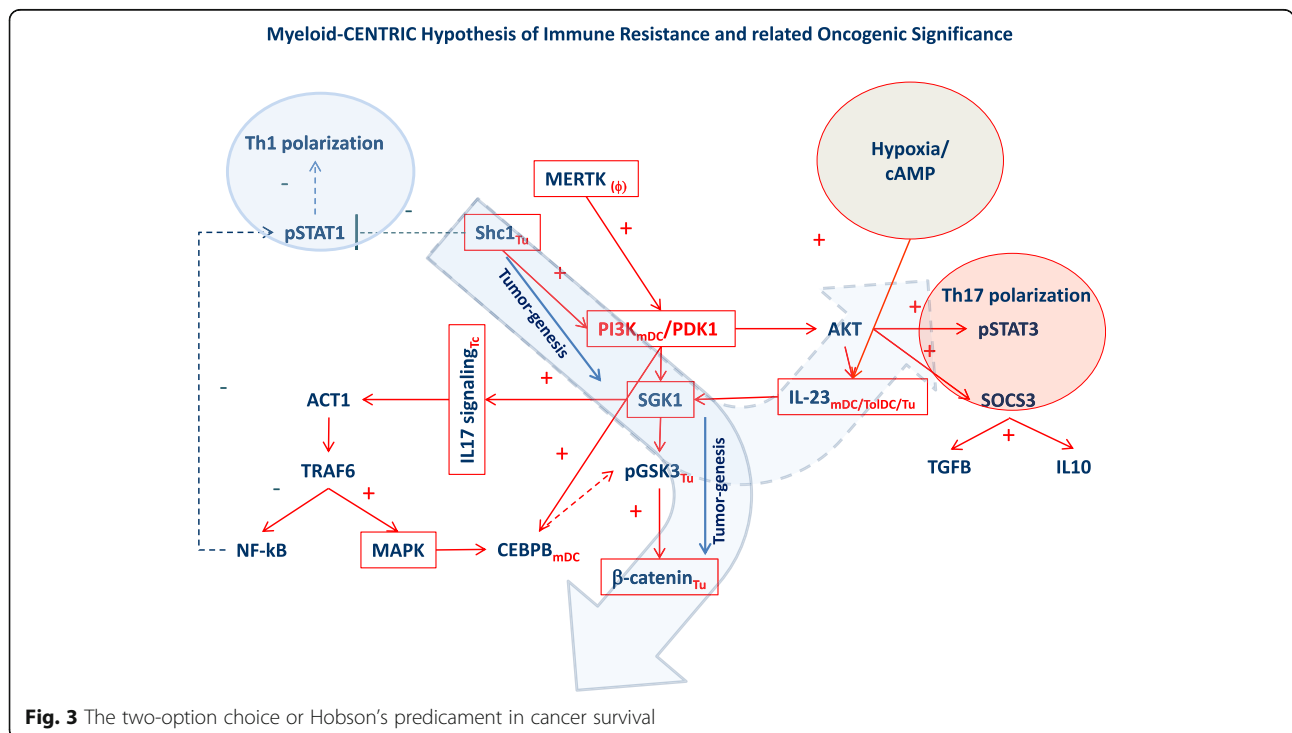 Myeloid-CENTRIC Hypothesis of Immune Resistance and related Oncogenic Significance
Th1 polarization
-
pSTAT1
-
Shc1Tu
MERTK (ϕ)
+
+
Hypoxia/
cAMP
+
Tumor-genesis
PI3KmDC/PDK1
AKT
Th17 polarization
+
pSTAT3
+
SOCS3
+
TGFB
IL10
IL-23mDC/TolDC/Tu
SGK1
+
IL17 signalingTc
ACT1
-
TRAF6
-
+
NF-kB
MAPK
CEBPBmDC
+
pGSK3Tu
+
Tumor-genesis
β-cateninTu
Fig. 3 The two-option choice or Hobson's predicament in cancer survival